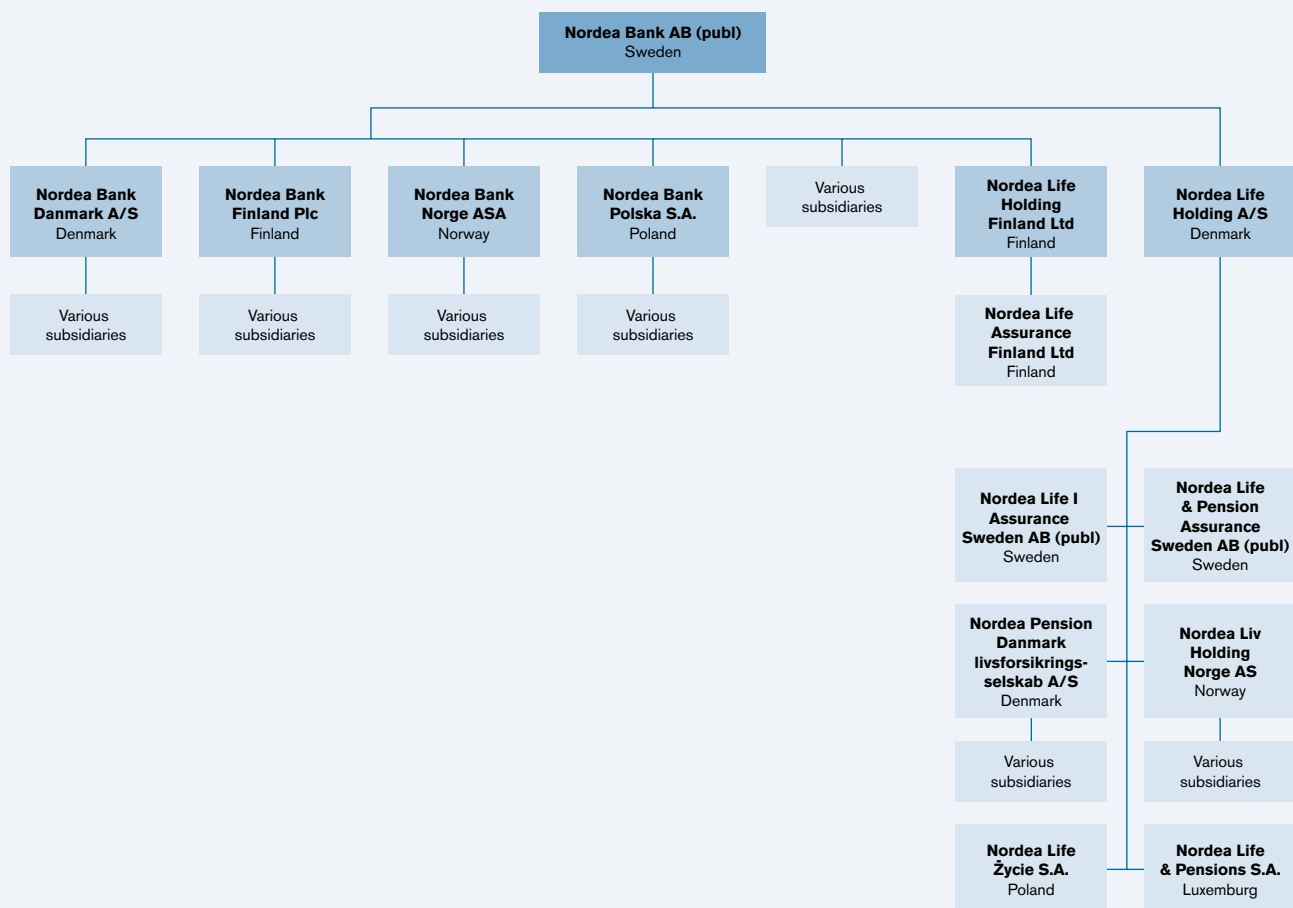 Nordea Bank AB (publ)
Sweden
Nordea Bank
Danmark A/S
Denmark
Nordea Bank
Finland Plc
Finland
Nordea Bank
Norge ASA
Norway
Nordea Bank
Polska S.A.
Poland
Various
subsidiaries
Nordea Life
Holding
Finland Ltd
Finland
Nordea Life
Holding A/S
Denmark
Various
subsidiaries
Various
subsidiaries
Various
subsidiaries
Various
subsidiaries
Nordea Life
Assurance
Finland Ltd
Finland
Nordea Life I
Assurance
Sweden AB (publ)
Sweden
Nordea Life
& Pension
Assurance
Sweden AB (publ)
Sweden
Nordea Pension
Danmark
livsforsikrings-
selskab A/S
Denmark
Nordea Liv
Holding
Norge AS
Norway
Various
subsidiaries
Various
subsidiaries
Nordea Life
Życie S.A.
Poland
Nordea Life
& Pensions S.A.
Luxemburg